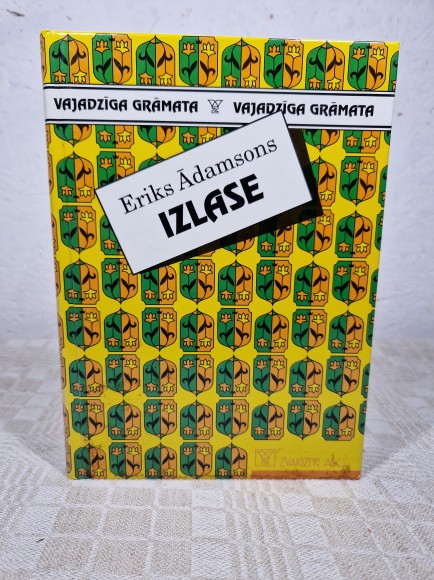 VAJADZĪGA GRĀMATA VAJADZĪGA GRĀMATA
Eriks Ādamsons
IZLASE
ZVAIGZNE ABC